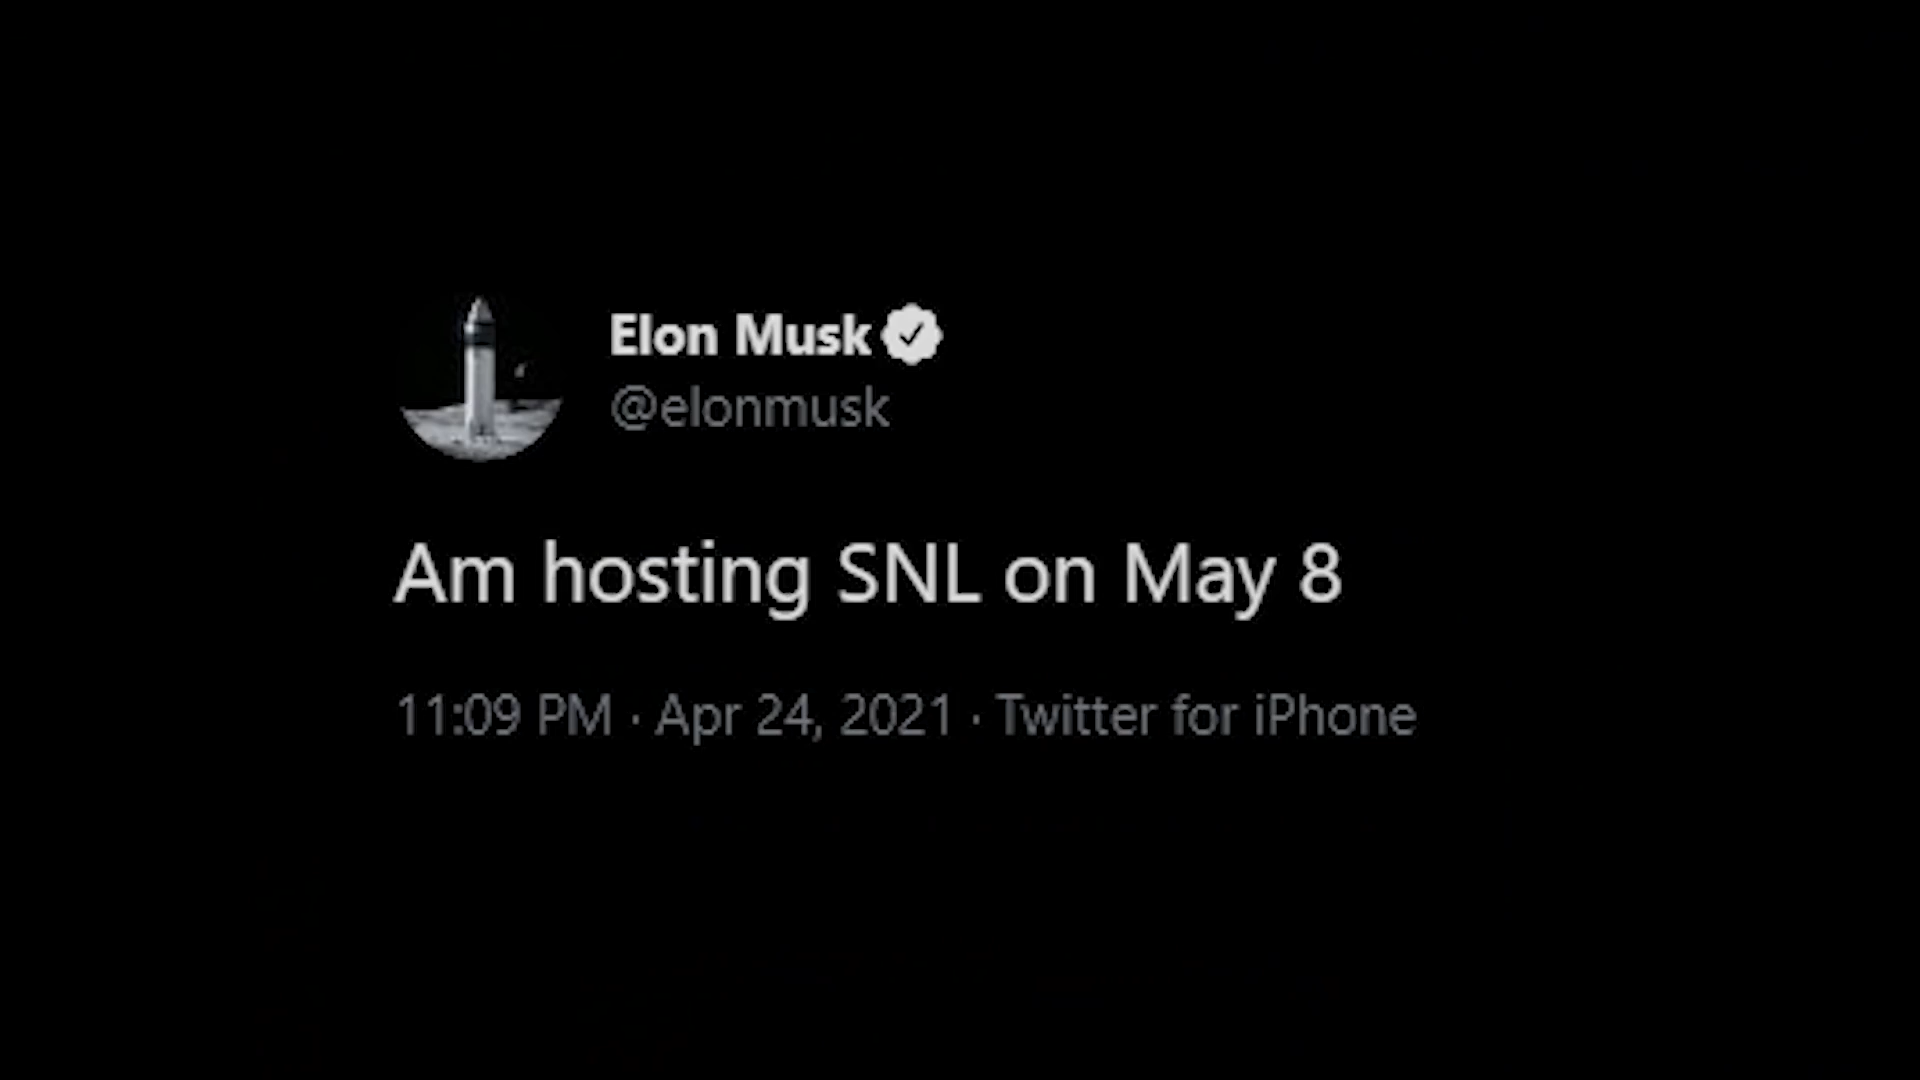 Elon Musk
@elonmusk
Am hosting SNL on May 8
11:09 PM · Apr 24, 2021 · Twitter for iPhone